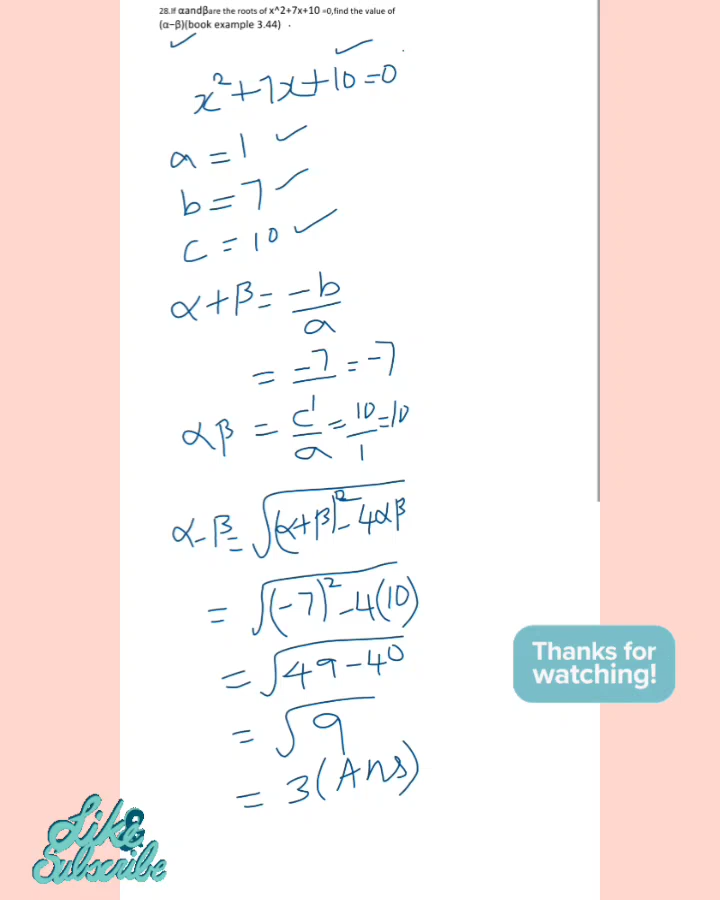 28.If αandβare the roots of x^2+7x+10 =0,find the value of
(α−β)(book example 3.44) .
x²+7x+10=0
a=1
b=7
c=10
α+β=-b/a
=-7/1=-7
αβ=c/a=10/1=10
α-β=√(α+β)²-4αβ
=√(-7)²-4(10)
=√49-40
=√9
=3(Ans)
Thanks for
watching!
Like &
Subscribe